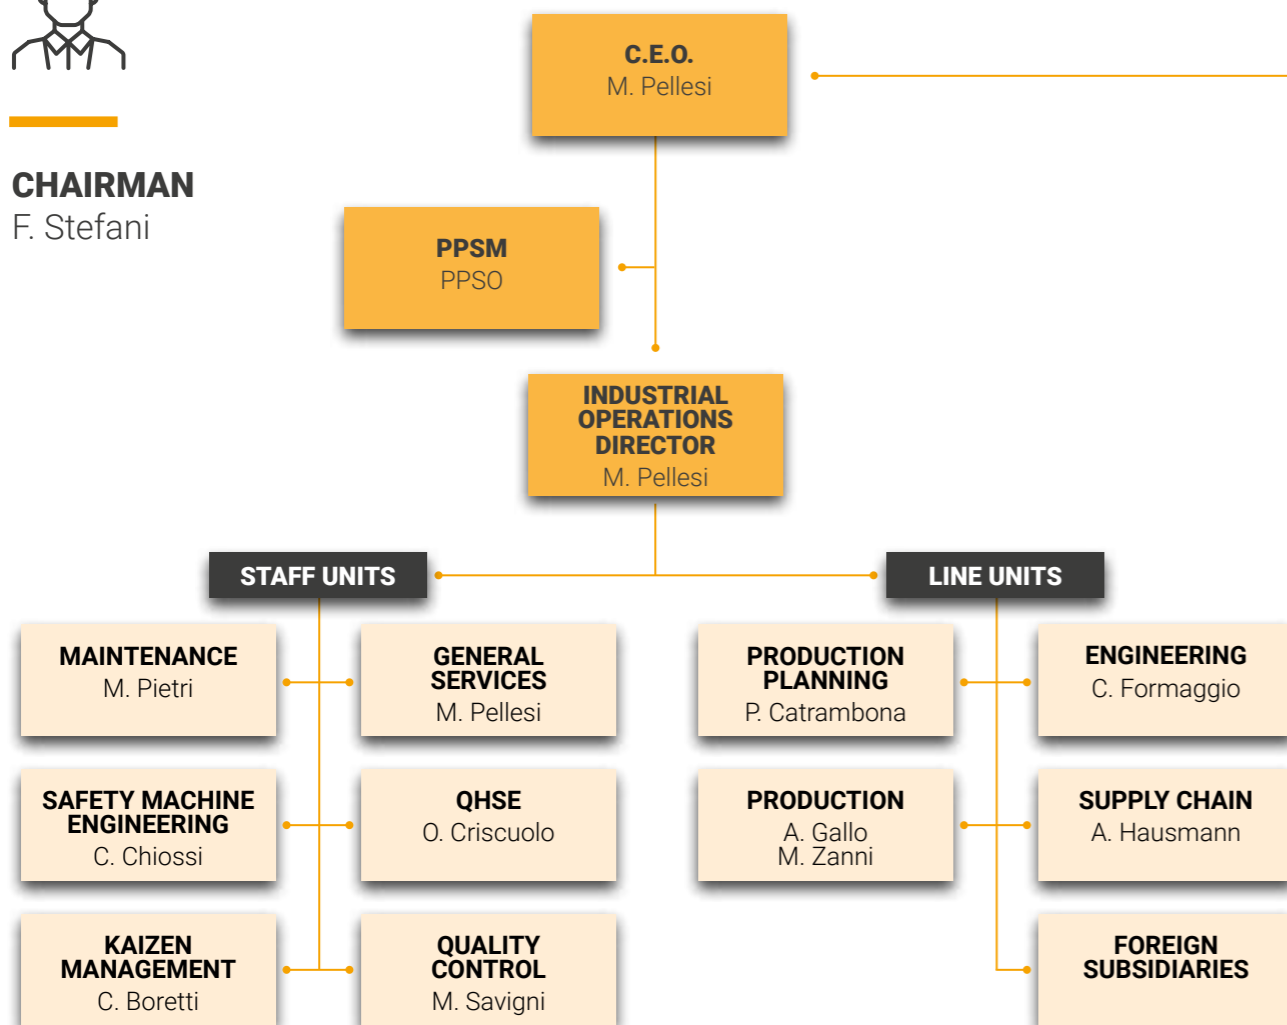 C.E.O.
M. Pellesi
CHAIRMAN
F. Stefani
PPSM
PPSO
INDUSTRIAL
OPERATIONS
DIRECTOR
M. Pellesi
STAFF UNITS
LINE UNITS
MAINTENANCE
M. Pietri
GENERAL
SERVICES
M. Pellesi
PRODUCTION
PLANNING
P. Catrambona
ENGINEERING
C. Formaggio
SAFETY MACHINE
ENGINEERING
C. Chiossi
QHSE
O. Criscuolo
PRODUCTION
A. Gallo
M. Zanni
SUPPLY CHAIN
A. Hausmann
KAIZEN
MANAGEMENT
C. Boretti
QUALITY
CONTROL
M. Savigni
FOREIGN
SUBSIDIARIES